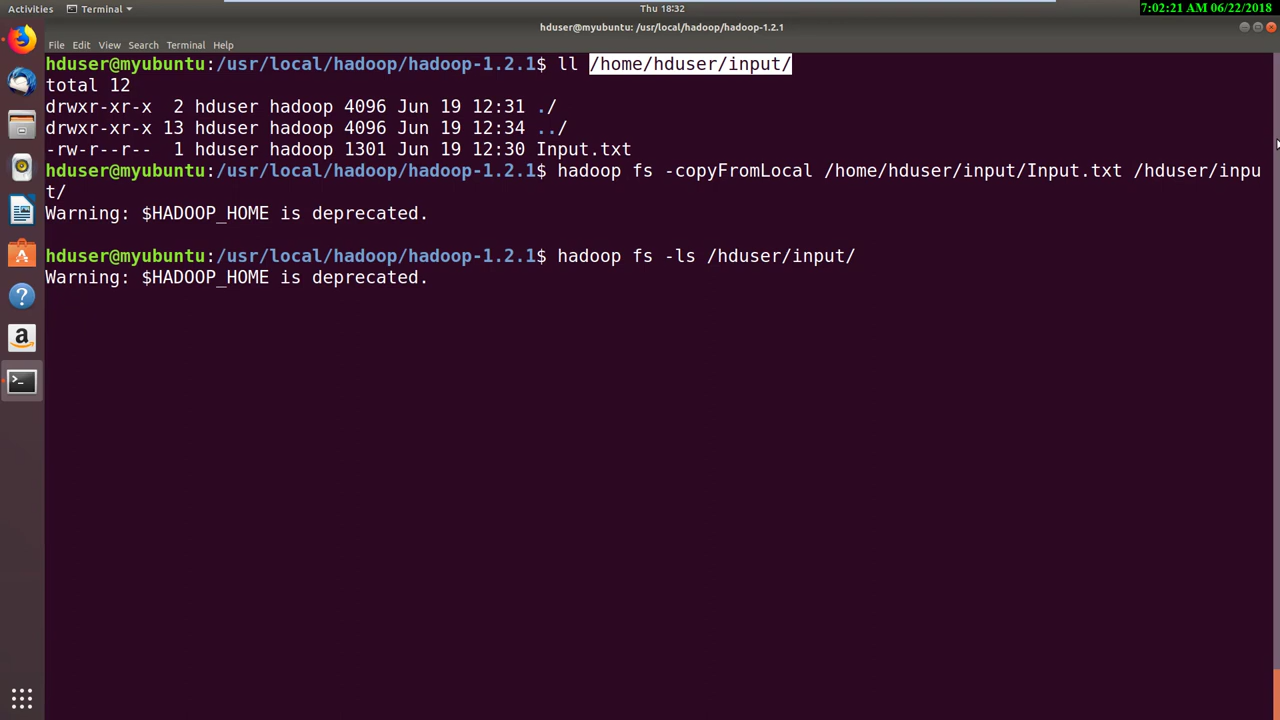 Activities Terminal Thu 18:32 7:02:21 AM 06/22/2018
hduser@myubuntu: /usr/local/hadoop/hadoop-1.2.1
File Edit View Search Terminal Help
hduser@myubuntu:/usr/local/hadoop/hadoop-1.2.1$ ll /home/hduser/input/
total 12
drwxr-xr-x  2 hduser hadoop 4096 Jun 19 12:31 ./
drwxr-xr-x 13 hduser hadoop 4096 Jun 19 12:34 ../
-rw-r--r--  1 hduser hadoop 1301 Jun 19 12:30 Input.txt
hduser@myubuntu:/usr/local/hadoop/hadoop-1.2.1$ hadoop fs -copyFromLocal /home/hduser/input/Input.txt /hduser/inpu
t/
Warning: $HADOOP_HOME is deprecated.
hduser@myubuntu:/usr/local/hadoop/hadoop-1.2.1$ hadoop fs -ls /hduser/input/
Warning: $HADOOP_HOME is deprecated.